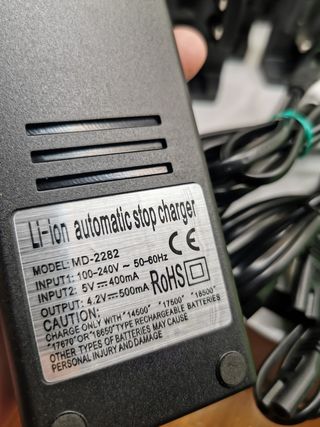 Li-ion automatic stop charger
MODEL: MD-2282
INPUT1: 100-240V ~ 50-60Hz
INPUT2: 5V ⎓ 400mA
OUTPUT: 4.2V ⎓ 500mA
CE
RoHS
CAUTION:
CHARGE ONLY WITH "14500" "17500" "18500"
"17670" OR "18650" TYPE RECHARGEABLE BATTERIES
OTHER TYPES OF BATTERIES MAY CAUSE
PERSONAL INJURY AND DAMAGE